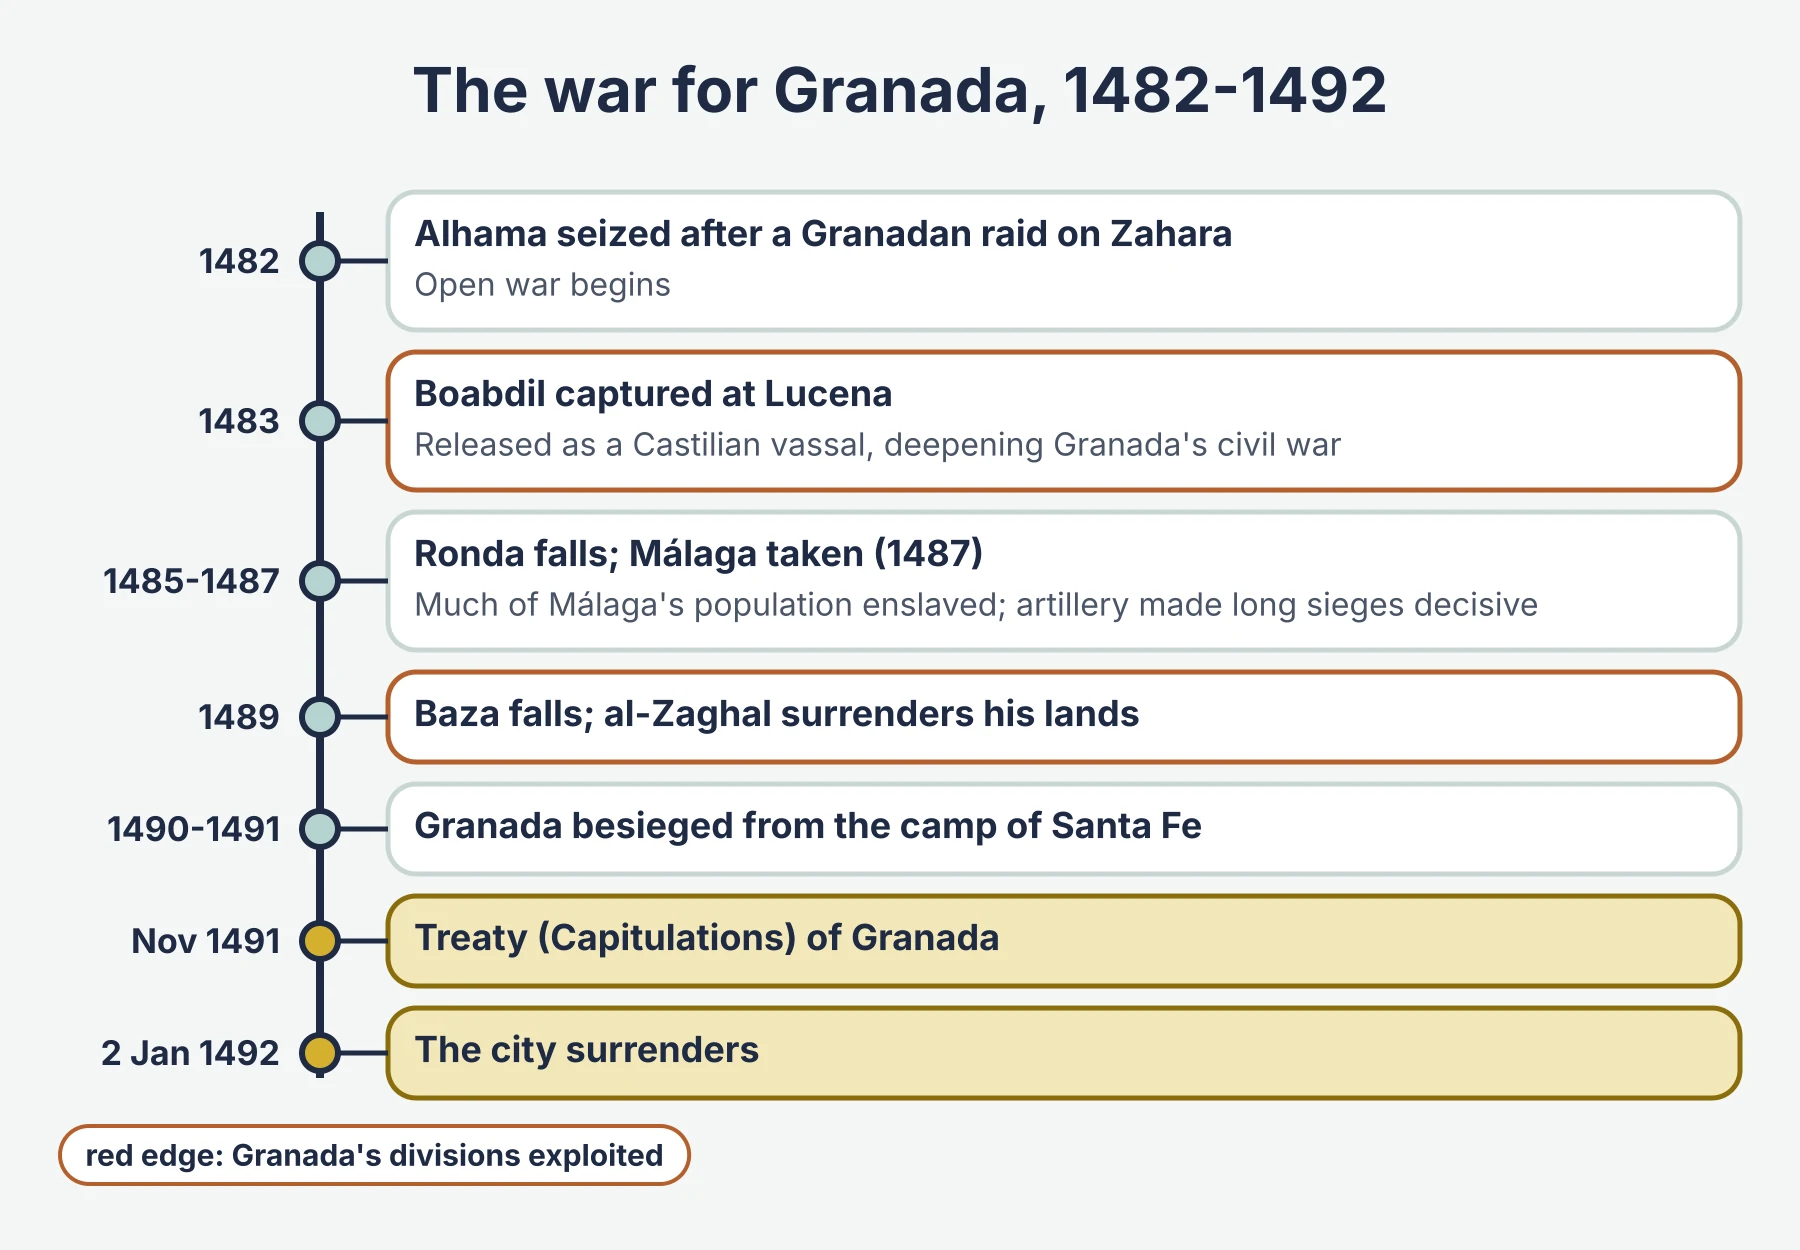 The war for Granada, 1482-1492
1482
Alhama seized after a Granadan raid on Zahara
Open war begins
1483
Boabdil captured at Lucena
Released as a Castilian vassal, deepening Granada's civil war
1485-1487
Ronda falls; Málaga taken (1487)
Much of Málaga's population enslaved; artillery made long sieges decisive
1489
Baza falls; al-Zaghal surrenders his lands
1490-1491
Granada besieged from the camp of Santa Fe
Nov 1491
Treaty (Capitulations) of Granada
2 Jan 1492
The city surrenders
red edge: Granada's divisions exploited